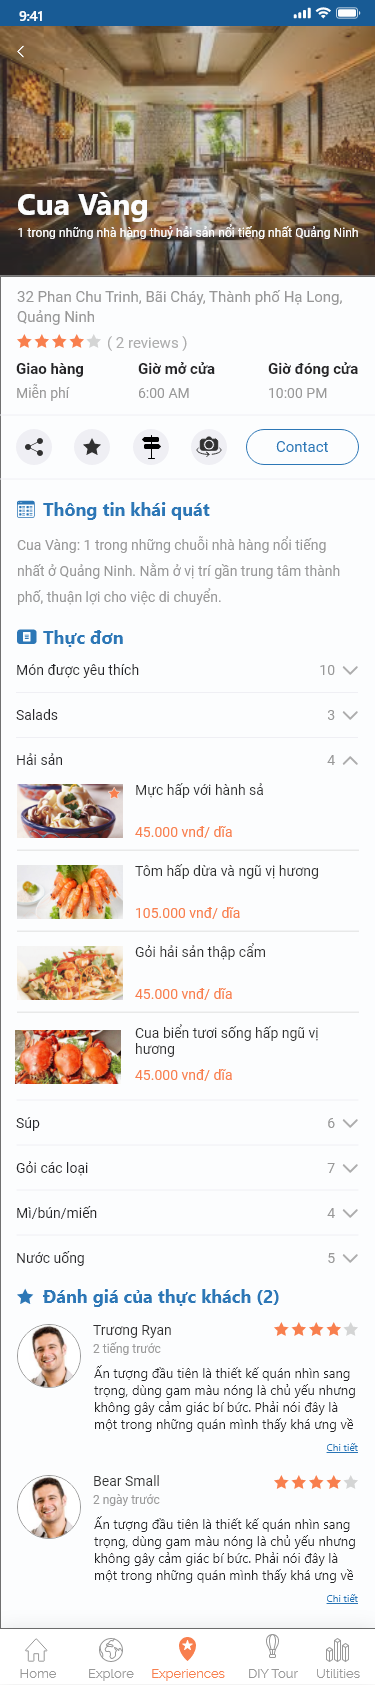 9:41
Cua Vàng
1 trong những nhà hàng thuỷ hải sản nổi tiếng nhất Quảng Ninh
32 Phan Chu Trinh, Bãi Cháy, Thành phố Hạ Long,
Quảng Ninh
( 2 reviews )
Giao hàng Giờ mở cửa Giờ đóng cửa
Miễn phí 6:00 AM 10:00 PM
Contact
Thông tin khái quát
Cua Vàng: 1 trong những chuỗi nhà hàng nổi tiếng
nhất ở Quảng Ninh. Nằm ở vị trí gần trung tâm thành
phố, thuận lợi cho việc di chuyển.
Thực đơn
Món được yêu thích 10
Salads 3
Hải sản 4
Mực hấp với hành sả
45.000 vnđ/ dĩa
Tôm hấp dừa và ngũ vị hương
105.000 vnđ/ dĩa
Gỏi hải sản thập cẩm
45.000 vnđ/ dĩa
Cua biển tươi sống hấp ngũ vị
hương
45.000 vnđ/ dĩa
Súp 6
Gỏi các loại 7
Mì/bún/miến 4
Nước uống 5
Đánh giá của thực khách (2)
Trương Ryan
2 tiếng trước
Ấn tượng đầu tiên là thiết kế quán nhìn sang
trọng, dùng gam màu nóng là chủ yếu nhưng
không gây cảm giác bí bức. Phải nói đây là
một trong những quán mình thấy khá ưng về
Chi tiết
Bear Small
2 ngày trước
Ấn tượng đầu tiên là thiết kế quán nhìn sang
trọng, dùng gam màu nóng là chủ yếu nhưng
không gây cảm giác bí bức. Phải nói đây là
một trong những quán mình thấy khá ưng về
Chi tiết
Home Explore Experiences DIY Tour Utilities